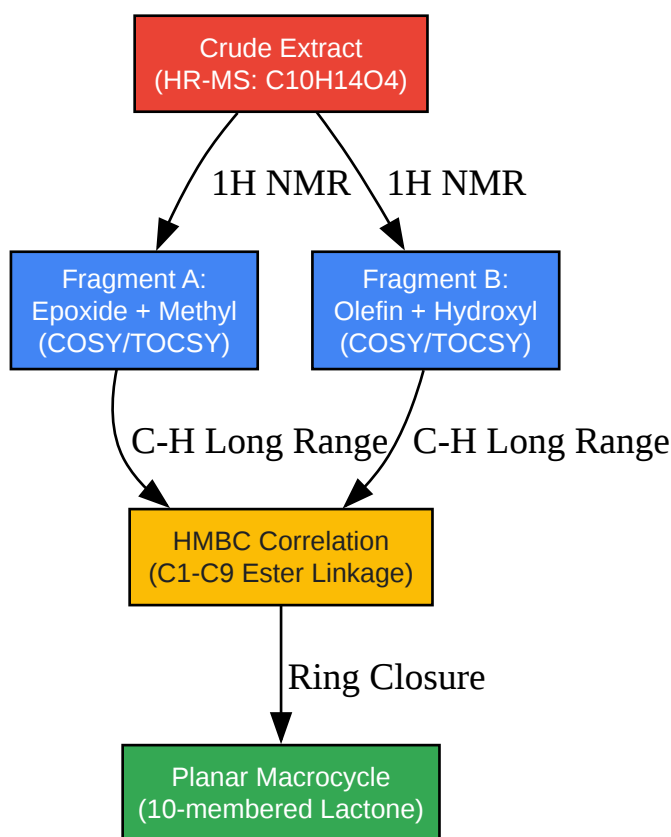 Crude Extract
(HR-MS: C10H14O4)
1H NMR
1H NMR
Fragment A:
Epoxide + Methyl
(COSY/TOCSY)
Fragment B:
Olefin + Hydroxyl
(COSY/TOCSY)
C-H Long Range
C-H Long Range
HMBC Correlation
(C1-C9 Ester Linkage)
Ring Closure
Planar Macrocycle
(10-membered Lactone)